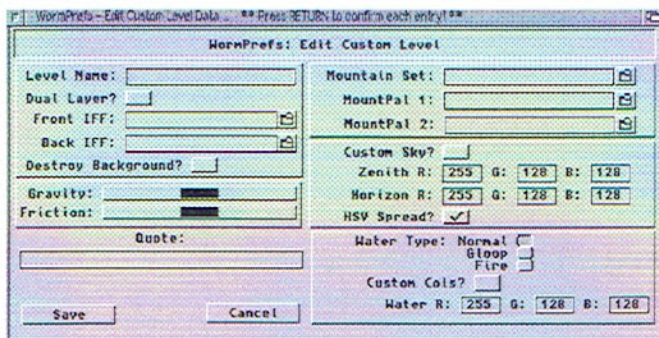 WormPrefs - Edit Custom Level Data... ** Press RETURN to confirm each entry! **
WormPrefs: Edit Custom Level
Level Name:
Dual Layer?
Front IFF:
Back IFF:
Destroy Background?
Gravity:
Friction:
Quote:
Save Cancel
Mountain Set:
MountPal 1:
MountPal 2:
Custom Sky?
Zenith R: 255 G: 128 B: 128
Horizon R: 255 G: 128 B: 128
HSV Spread?
Water Type: Normal
Gloop
Fire
Custom Cols?
Water R: 255 G: 128 B: 128